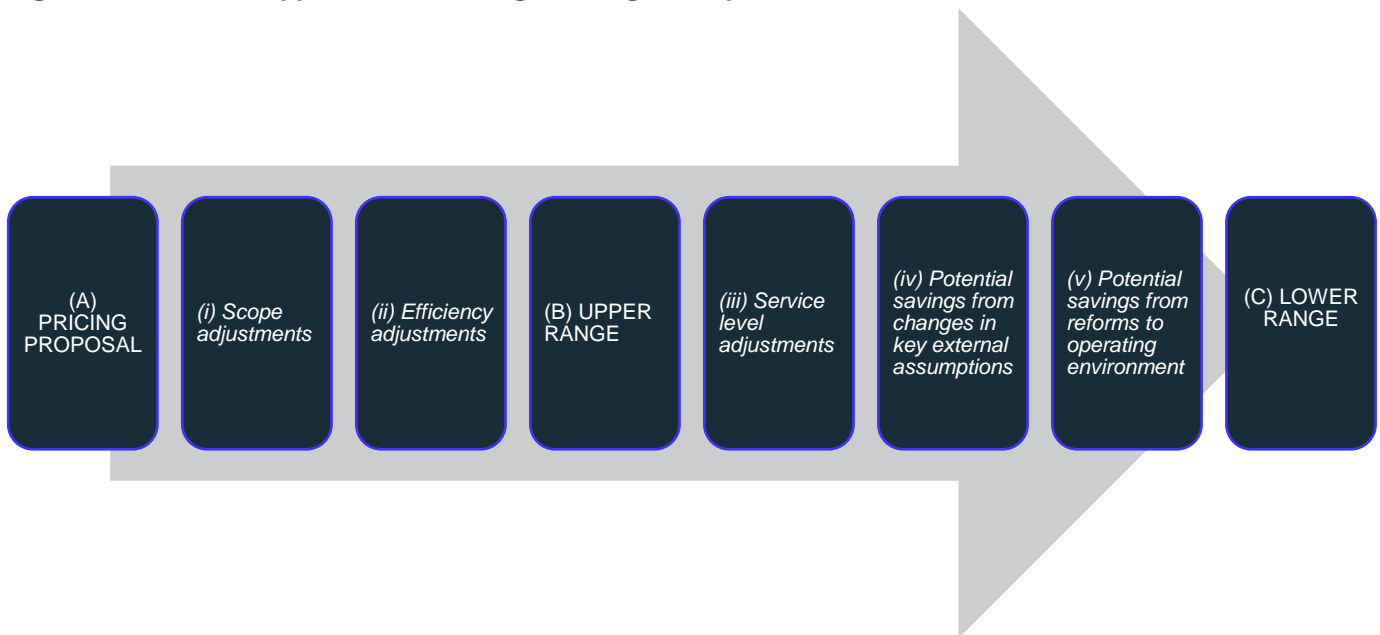 (A)
PRICING
PROPOSAL
(i) Scope
adjustments
(ii) Efficiency
adjustments
(B) UPPER
RANGE
(iii) Service
level
adjustments
(iv) Potential
savings from
changes in
key external
assumptions
(v) Potential
savings from
reforms to
operating
environment
(C) LOWER
RANGE